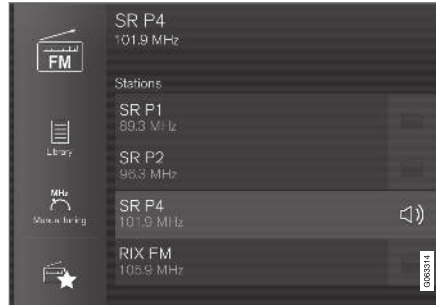 SR P4
101.9 MHz
FM
Stations
SR P1
89.3 MHz
Library
SR P2
96.3 MHz
MHz
Manual tuning
SR P4
101.9 MHz
RIX FM
105.9 MHz
G063314